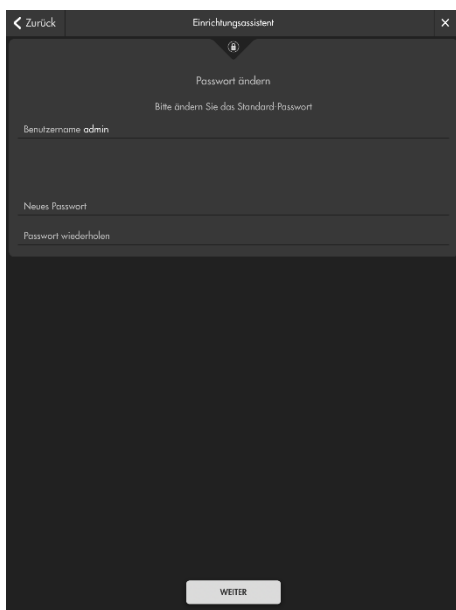 Zurück
Einrichtungsassistent
Passwort ändern
Bitte ändern Sie das Standard-Passwort
Benutzername admin
Neues Passwort
Passwort wiederholen
WEITER